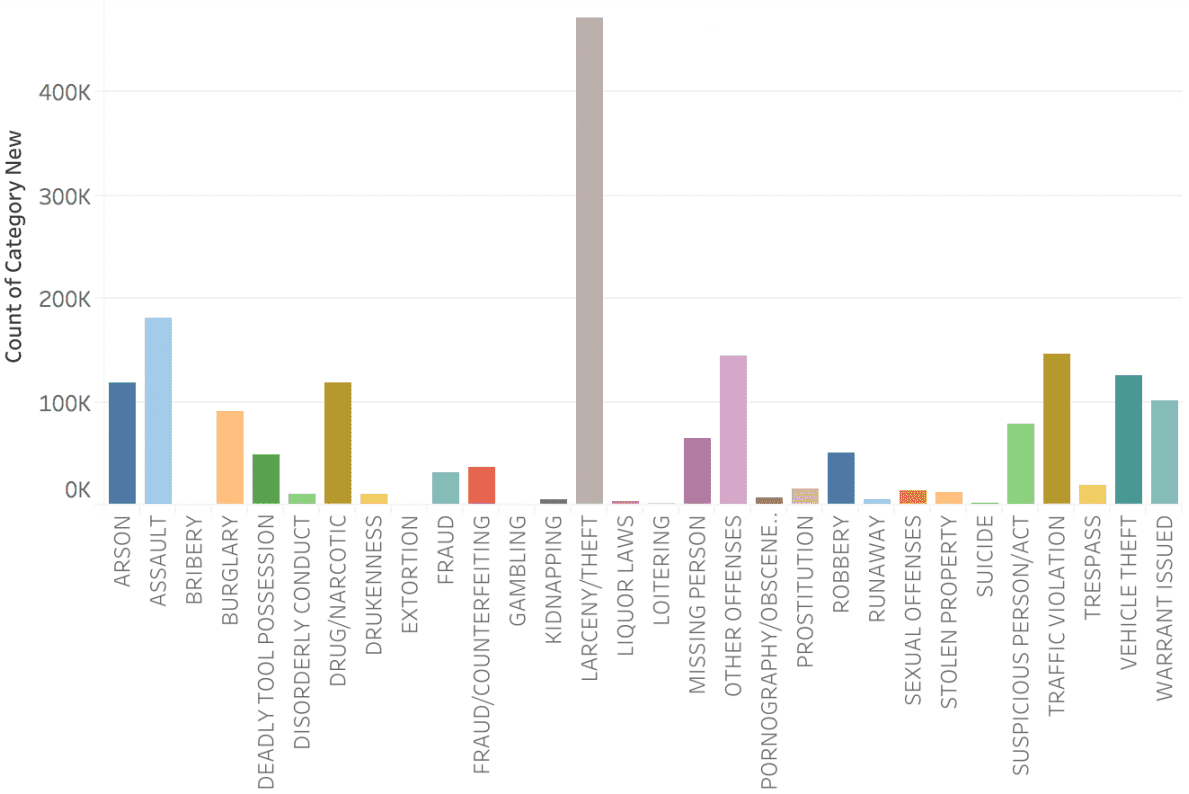 Count of Category New
400K
300K
200K
100K
0K
ARSON
ASSAULT
BRIBERY
BURGLARY
DEADLY TOOL POSSESSION
DISORDERLY CONDUCT
DRUG/NARCOTIC
DRUKENNESS
EXTORTION
FRAUD
FRAUD/COUNTERFEITING
GAMBLING
KIDNAPPING
LARCENY/THEFT
LIQUOR LAWS
LOITERING
MISSING PERSON
OTHER OFFENSES
PORNOGRAPHY/OBSCENE..
PROSTITUTION
ROBBERY
RUNAWAY
SEXUAL OFFENSES
STOLEN PROPERTY
SUICIDE
SUSPICIOUS PERSON/ACT
TRAFFIC VIOLATION
TRESPASS
VEHICLE THEFT
WARRANT ISSUED